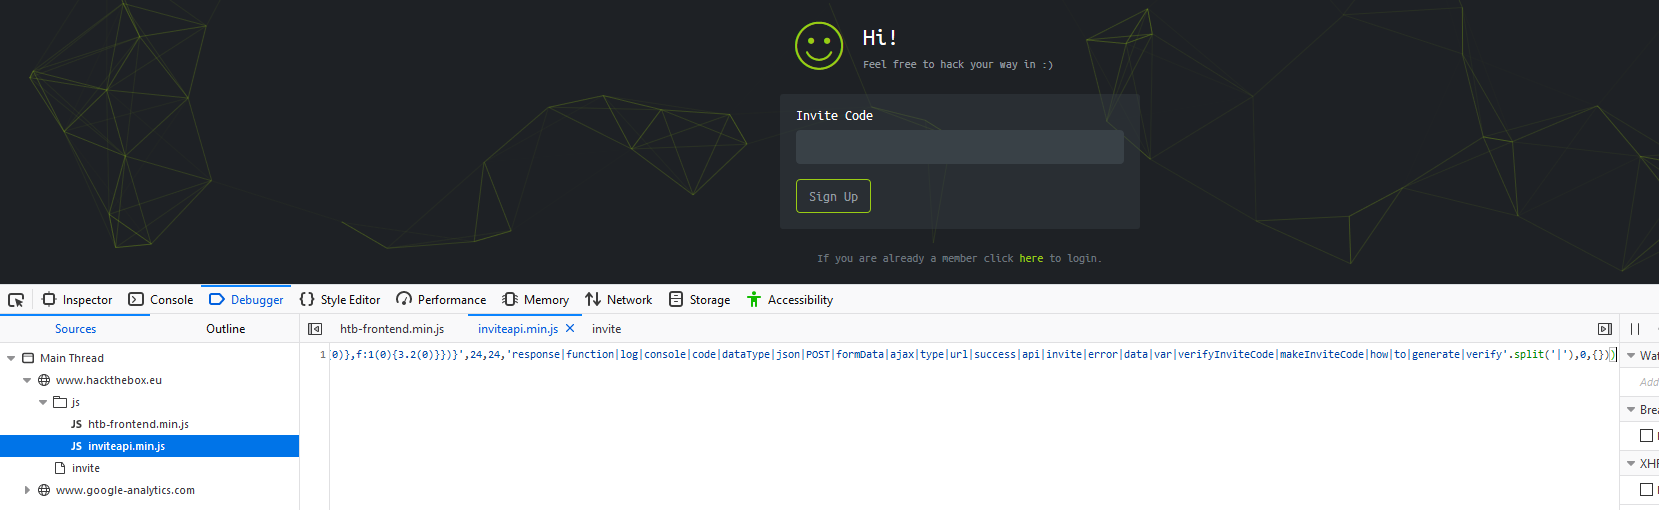 Hi!
Feel free to hack your way in :)
Invite Code
Sign Up
If you are already a member click here to login.
Inspector Console Debugger Style Editor Performance Memory Network Storage Accessibility
Sources Outline
htb-frontend.min.js inviteapi.min.js invite
Main Thread
www.hackthebox.eu
js
JS htb-frontend.min.js
JS inviteapi.min.js
invite
www.google-analytics.com
1 0)},f:1(0){3.2(0)}})}',24,24,'response|function|log|console|code|dataType|json|POST|formData|ajax|type|url|success|api|invite|error|data|var|verifyInviteCode|makeInviteCode|how|to|generate|verify'.split('|'),0,{}))
Wat
Add
Brea
XHR